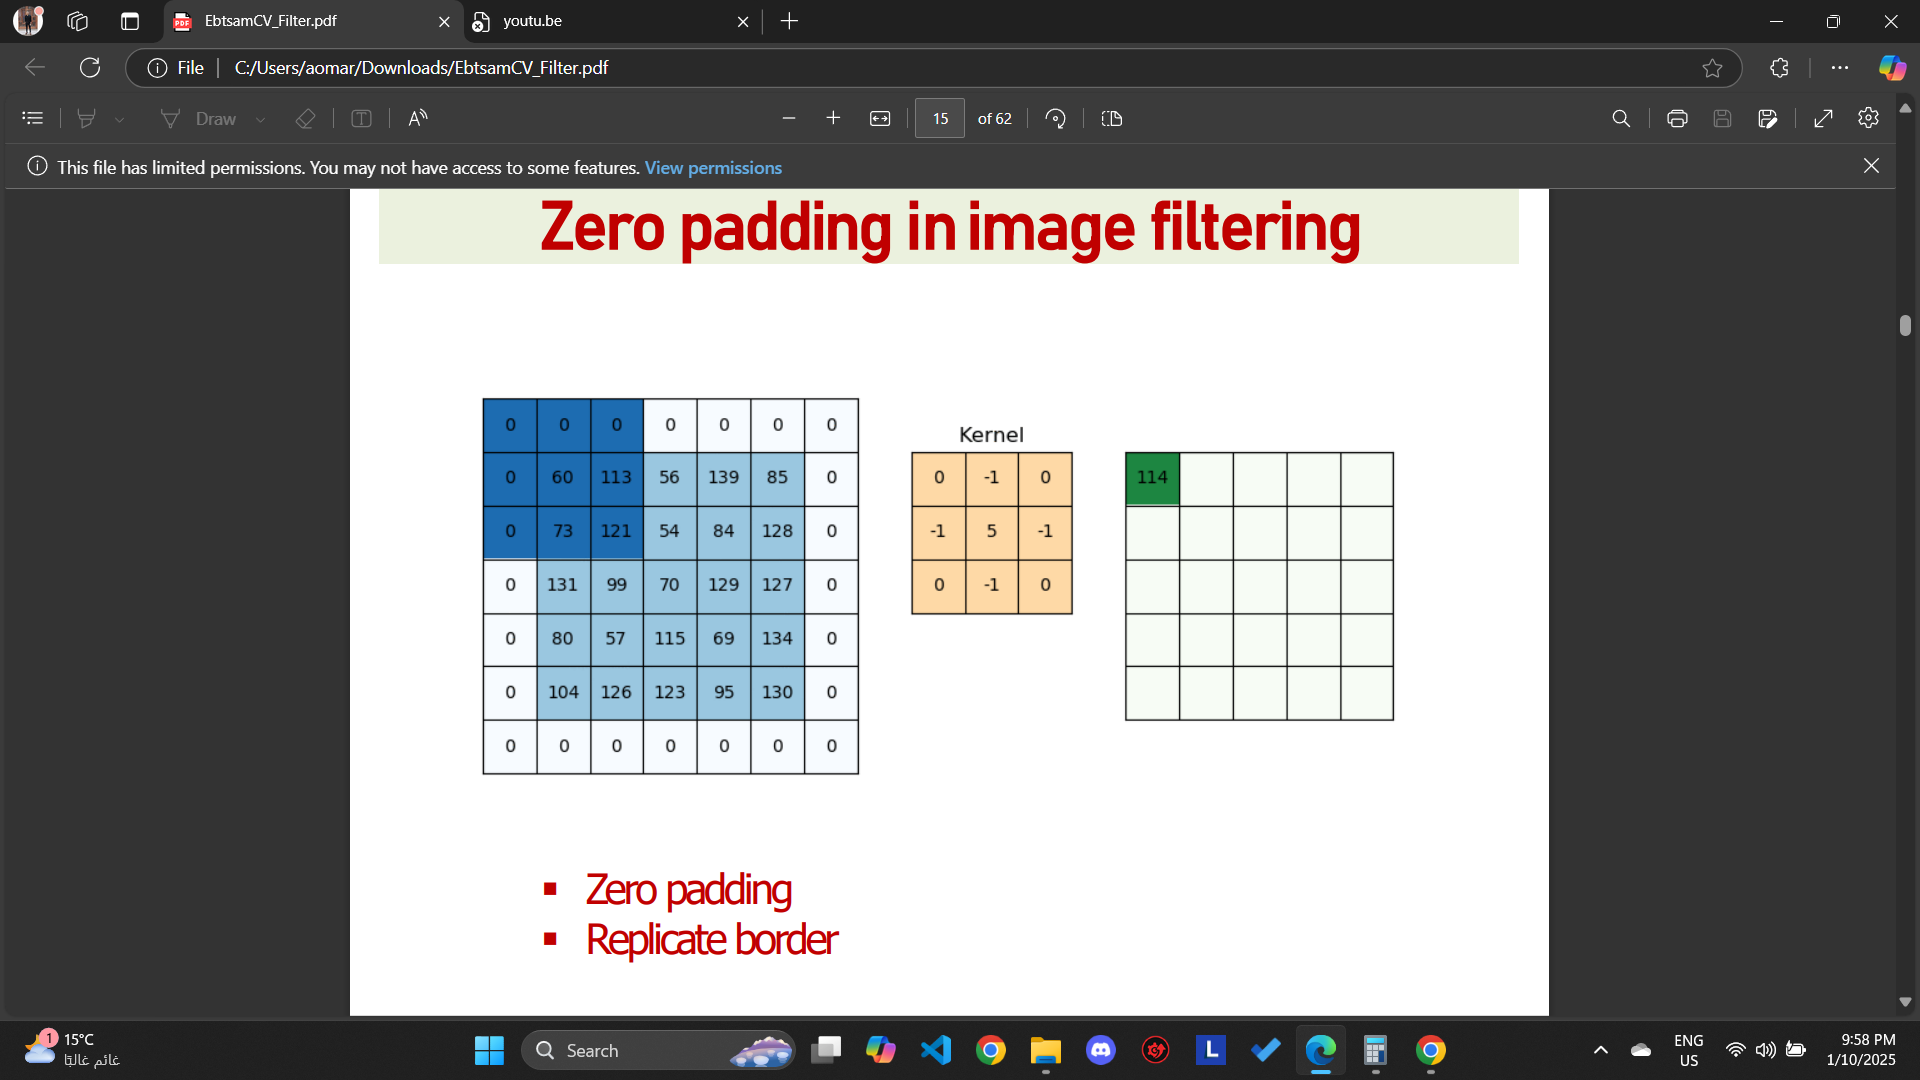 EbtsamCV_Filter.pdf
youtu.be
File
C:/Users/aomar/Downloads/EbtsamCV_Filter.pdf
Draw
15 of 62
This file has limited permissions. You may not have access to some features. View permissions
Zero padding in image filtering
0 0 0 0 0 0 0
0 60 113 56 139 85 0
0 73 121 54 84 128 0
0 131 99 70 129 127 0
0 80 57 115 69 134 0
0 104 126 123 95 130 0
0 0 0 0 0 0 0
Kernel
0 -1 0
-1 5 -1
0 -1 0
114
▪ Zero padding
▪ Replicate border
1
15°C
غائم غالبًا
Search
L
ENG
US
9:58 PM
1/10/2025